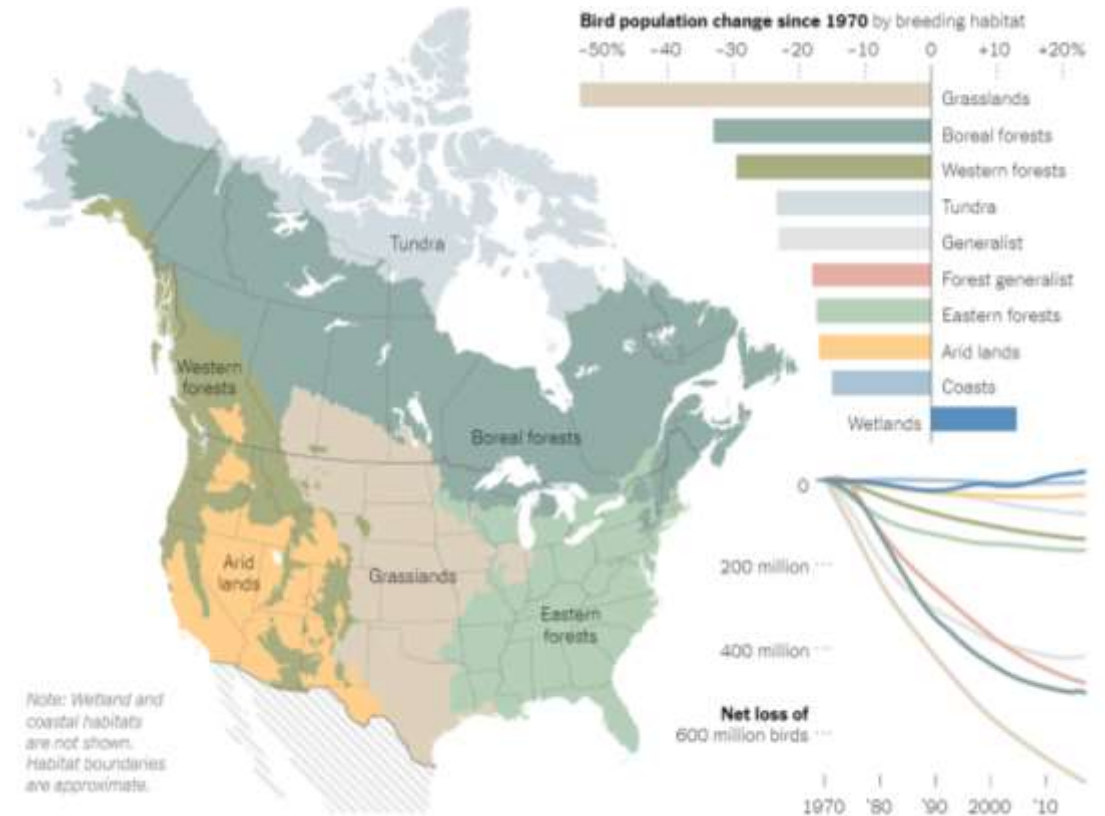 Bird population change since 1970 by breeding habitat
-50% -40 -30 -20 -10 0 +10 +20%
Grasslands
Boreal forests
Western forests
Tundra
Generalist
Forest generalist
Eastern forests
Arid lands
Coasts
Wetlands
Tundra
Western
forests
Boreal forests
Arid
lands
Grasslands
Eastern
forests
Note: Wetland and
coastal habitats
are not shown.
Habitat boundaries
are approximate.
0
200 million
400 million
Net loss of
600 million birds
1970 '80 '90 2000 '10